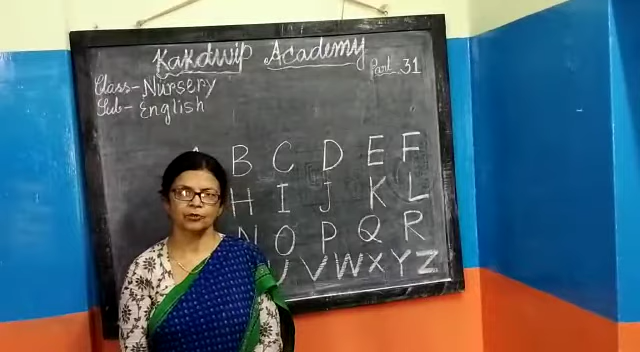 Kakdwip Academy
Part 31
Class- Nursery
Sub- English
A B C D E F
H I J K L
N O P Q R
U V W X Y Z